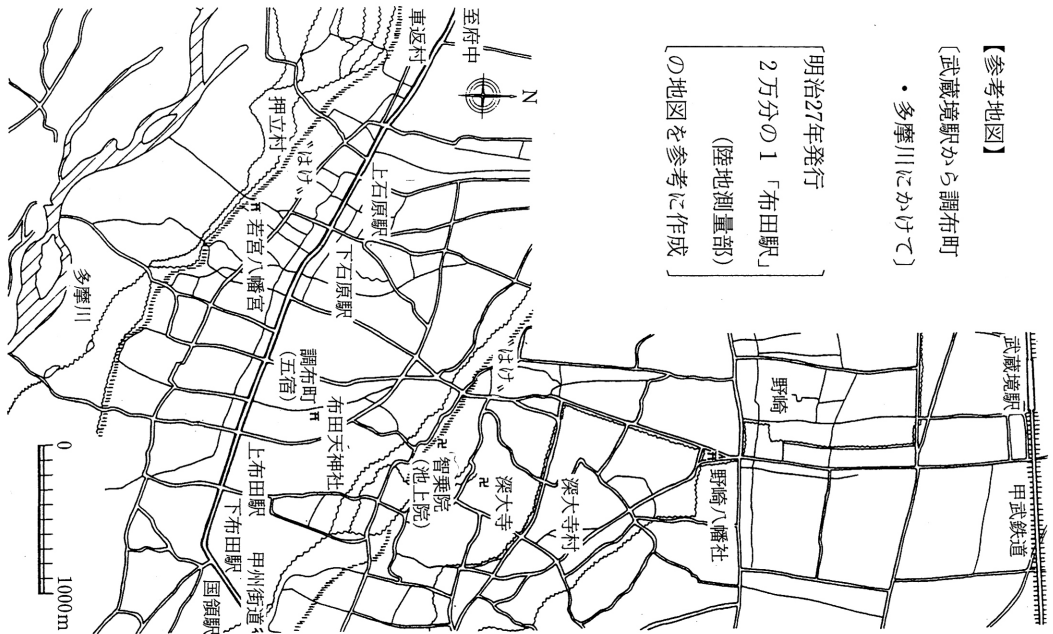 【参考地図】
〔武蔵境駅から調布町
・多摩川にかけて〕
明治27年発行
2万分の1「布田駅」
(陸地測量部)
の地図を参考に作成
N
至府中
車返村
押立村
“はけ”
上石原駅
若宮八幡宮
下石原駅
多摩川
調布町
(五宿)
布田天神社
上布田駅
下布田駅
甲州街道
国領駅
“はけ”
智乗院
(池上院)
深大寺
深大寺村
野崎
野崎八幡社
武蔵境駅
甲武鉄道
0
1000m